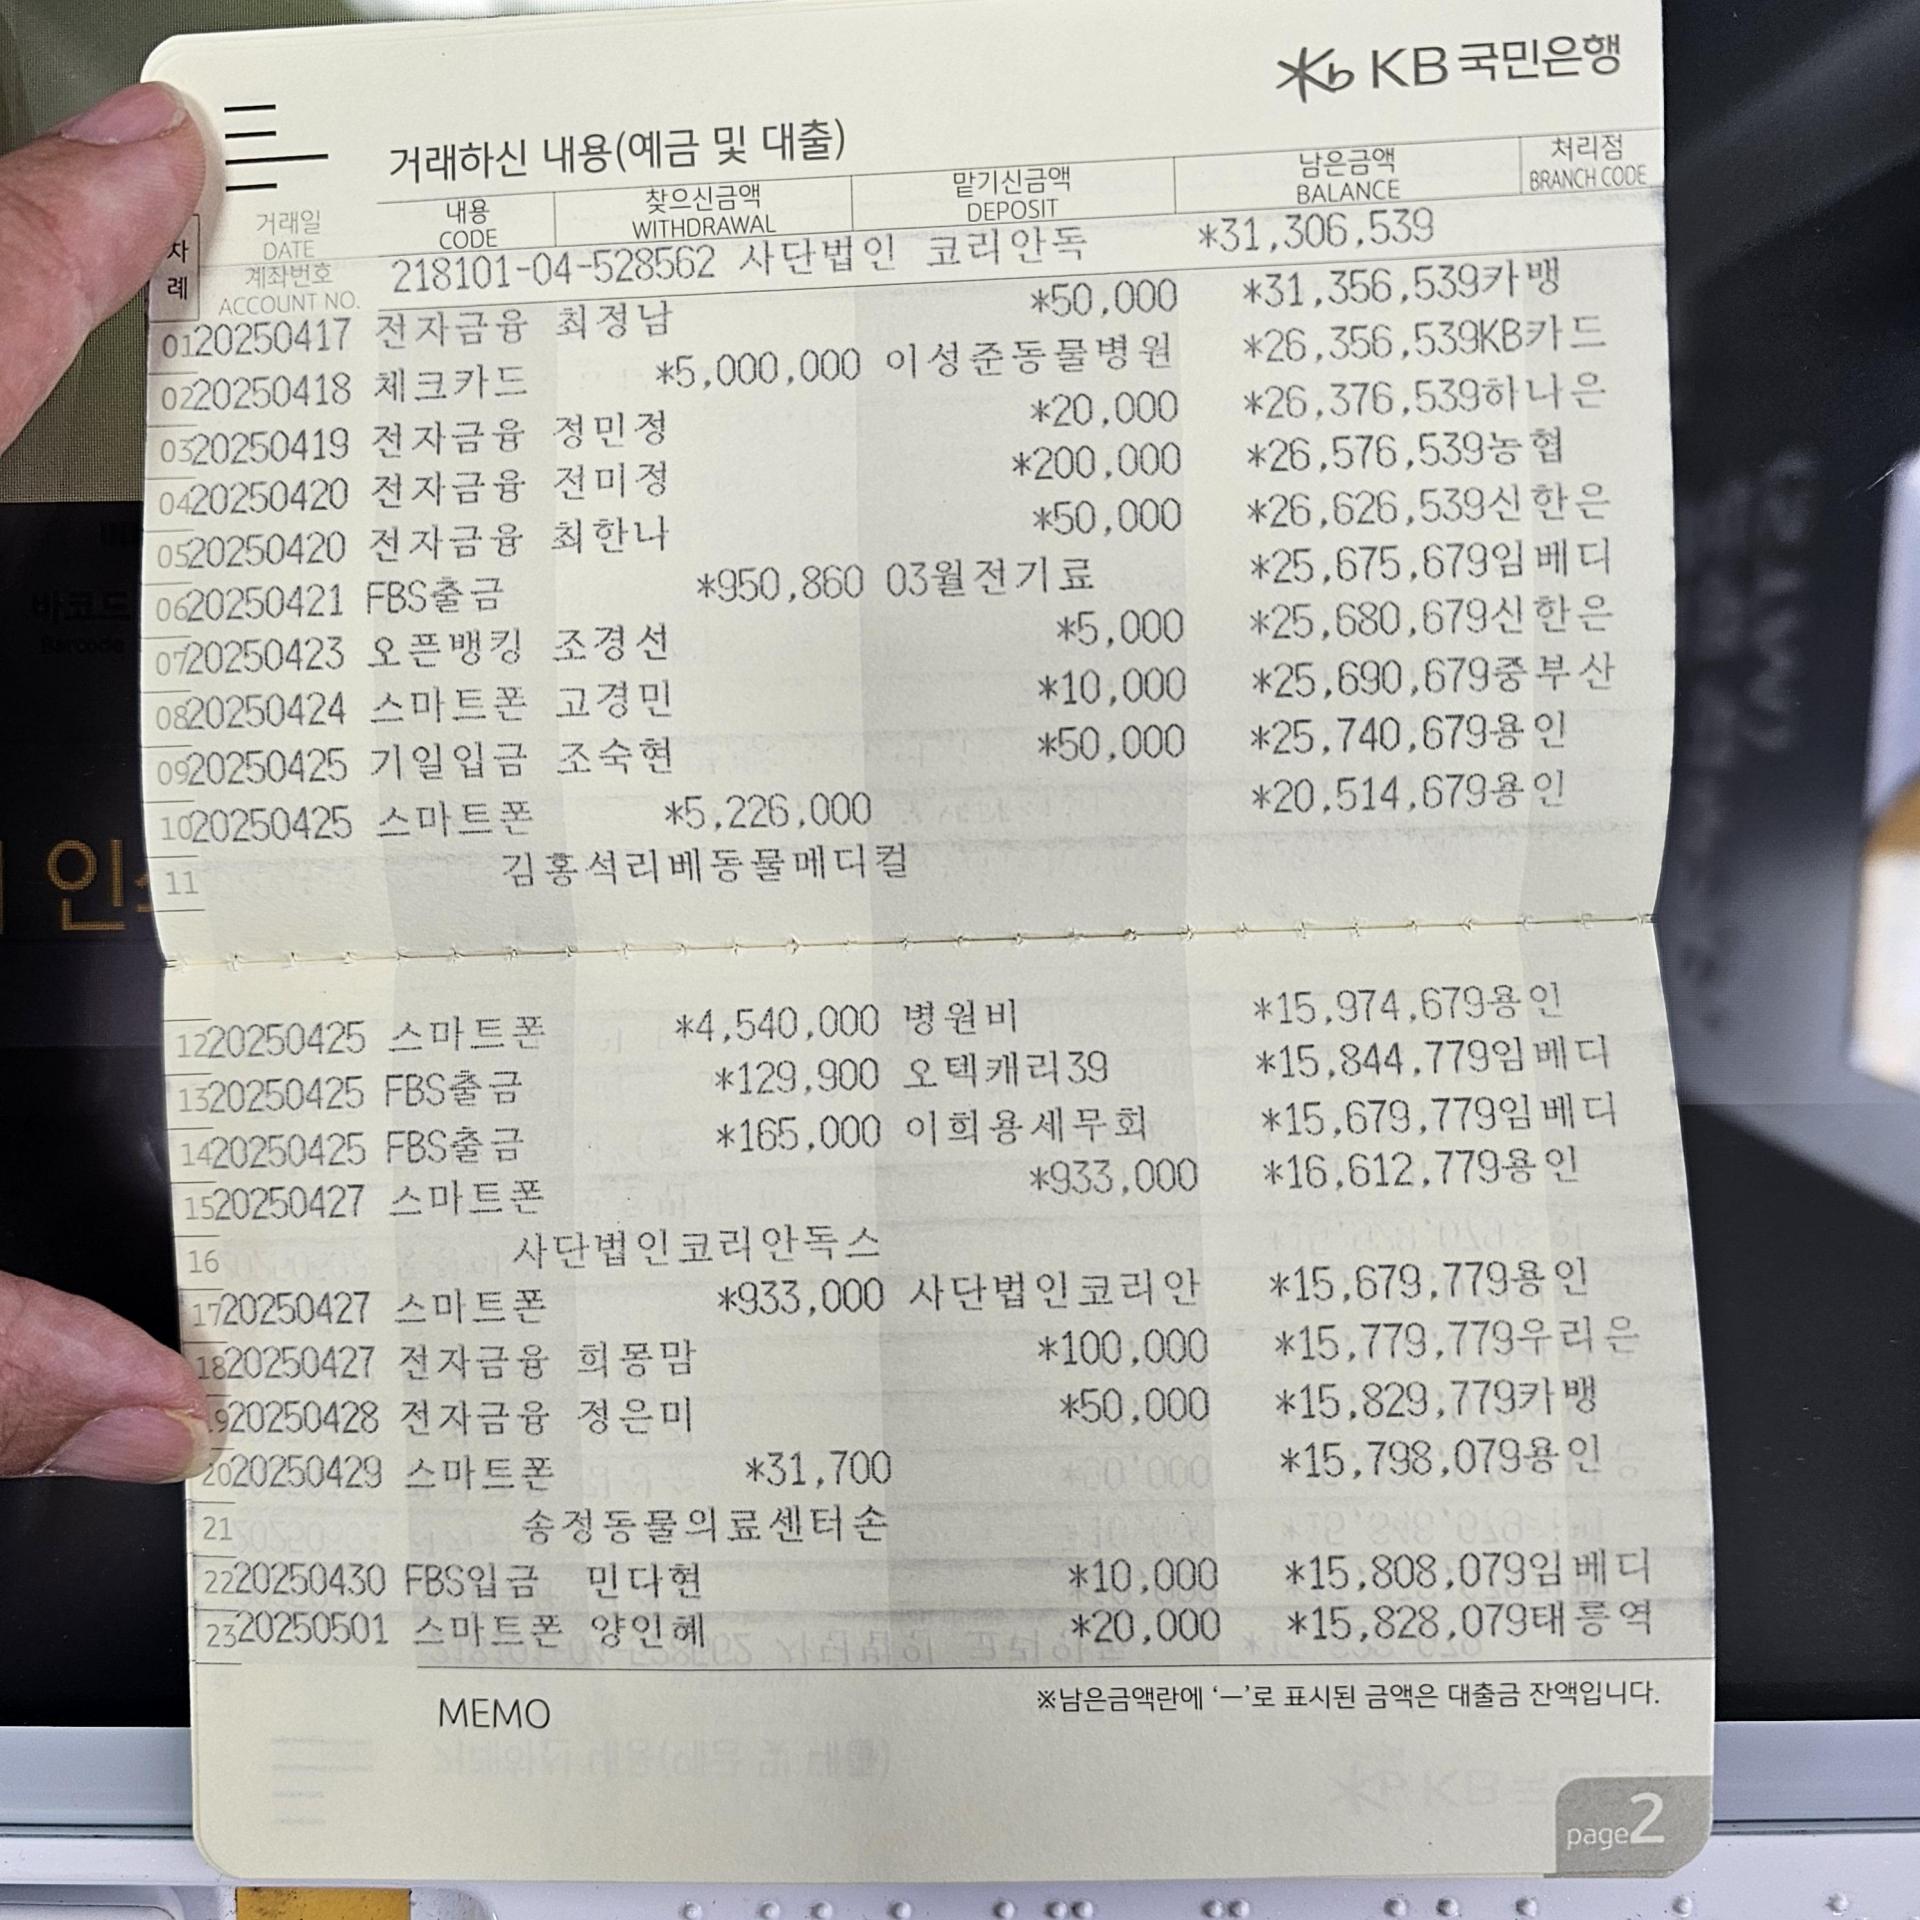 KB 국민은행
거래하신 내용(예금 및 대출)
차례 거래일 DATE 내용 CODE 찾으신금액 WITHDRAWAL 맡기신금액 DEPOSIT 남은금액 BALANCE 처리점 BRANCH CODE
계좌번호 ACCOUNT NO. 218101-04-528562 사단법인 코리안독 *31,306,539
01 20250417 전자금융 최정남 *50,000 *31,356,539카뱅
02 20250418 체크카드 *5,000,000 이성준동물병원 *26,356,539KB카드
03 20250419 전자금융 정민정 *20,000 *26,376,539하나은
04 20250420 전자금융 전미정 *200,000 *26,576,539농협
05 20250420 전자금융 최한나 *50,000 *26,626,539신한은
06 20250421 FBS출금 *950,860 03월전기료 *25,675,679임베디
07 20250423 오픈뱅킹 조경선 *5,000 *25,680,679신한은
08 20250424 스마트폰 고경민 *10,000 *25,690,679중부산
09 20250425 기일입금 조숙현 *50,000 *25,740,679용인
10 20250425 스마트폰 *5,226,000 *20,514,679용인
11 김홍석리베동물메디컬
12 20250425 스마트폰 *4,540,000 병원비 *15,974,679용인
13 20250425 FBS출금 *129,900 오텍캐리39 *15,844,779임베디
14 20250425 FBS출금 *165,000 이희용세무회 *15,679,779임베디
15 20250427 스마트폰 *933,000 *16,612,779용인
16 사단법인코리안독스
17 20250427 스마트폰 *933,000 사단법인코리안 *15,679,779용인
18 20250427 전자금융 희몽맘 *100,000 *15,779,779우리은
19 20250428 전자금융 정은미 *50,000 *15,829,779카뱅
20 20250429 스마트폰 *31,700 *15,798,079용인
21 송정동물의료센터손
22 20250430 FBS입금 민다현 *10,000 *15,808,079임베디
23 20250501 스마트폰 양인혜 *20,000 *15,828,079태릉역
MEMO
※남은금액란에 ‘−’로 표시된 금액은 대출금 잔액입니다.
page2
바코드
Barcode